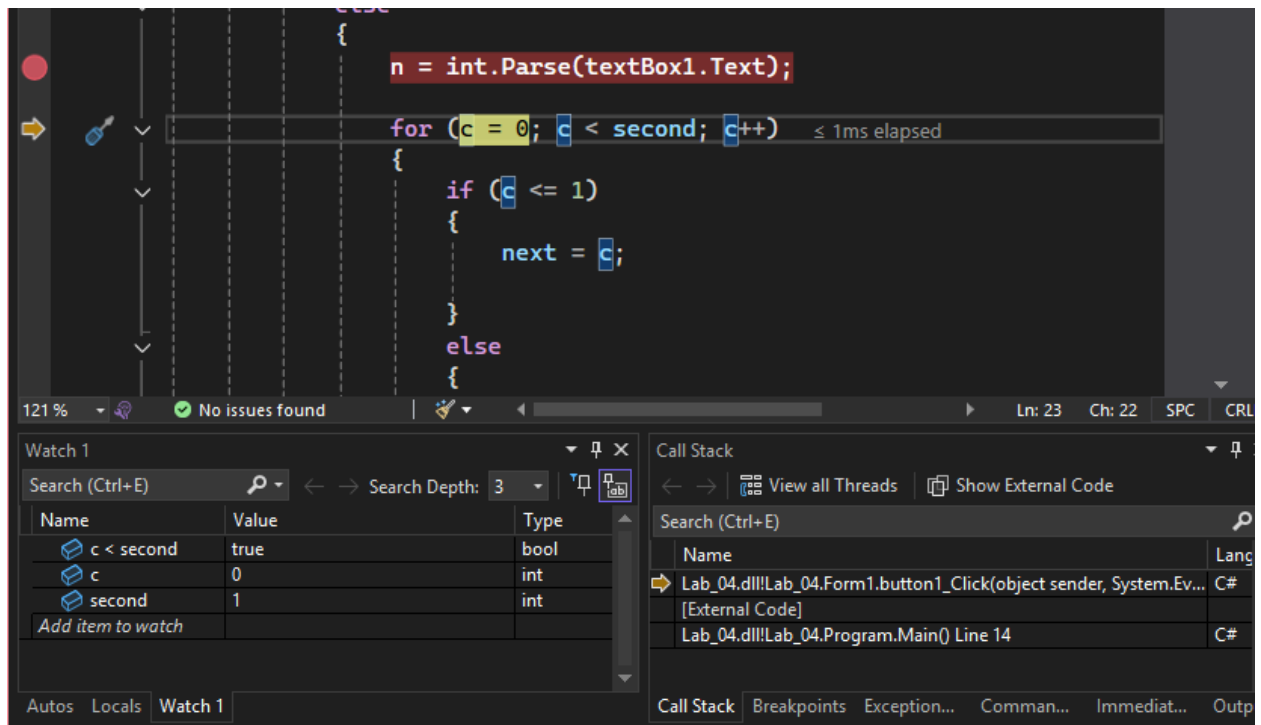 else
{
n = int.Parse(textBox1.Text);
for (c = 0; c < second; c++) ≤ 1ms elapsed
{
if (c <= 1)
{
next = c;
}
else
{
121 % No issues found Ln: 23 Ch: 22 SPC CRL
Watch 1
Search (Ctrl+E) Search Depth: 3
Name Value Type
c < second true bool
c 0 int
second 1 int
Add item to watch
Autos Locals Watch 1
Call Stack
View all Threads Show External Code
Search (Ctrl+E)
Name Lang
Lab_04.dll!Lab_04.Form1.button1_Click(object sender, System.Ev... C#
[External Code]
Lab_04.dll!Lab_04.Program.Main() Line 14 C#
Call Stack Breakpoints Exception... Comman... Immediat... Outp